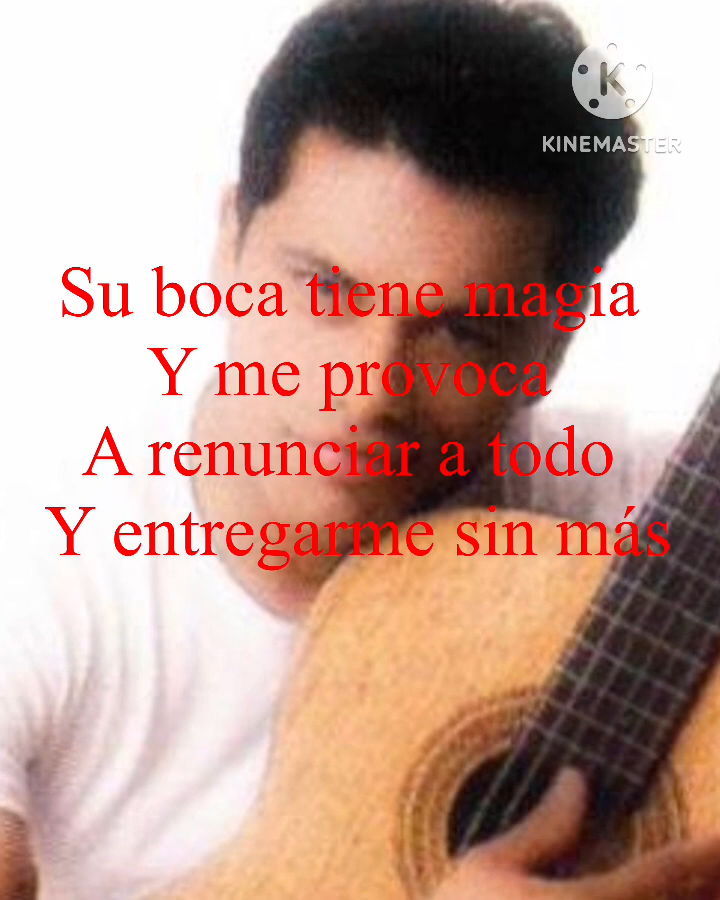 KINEMASTER
Su boca tiene magia
Y me provoca
A renunciar a todo
Y entregarme sin más